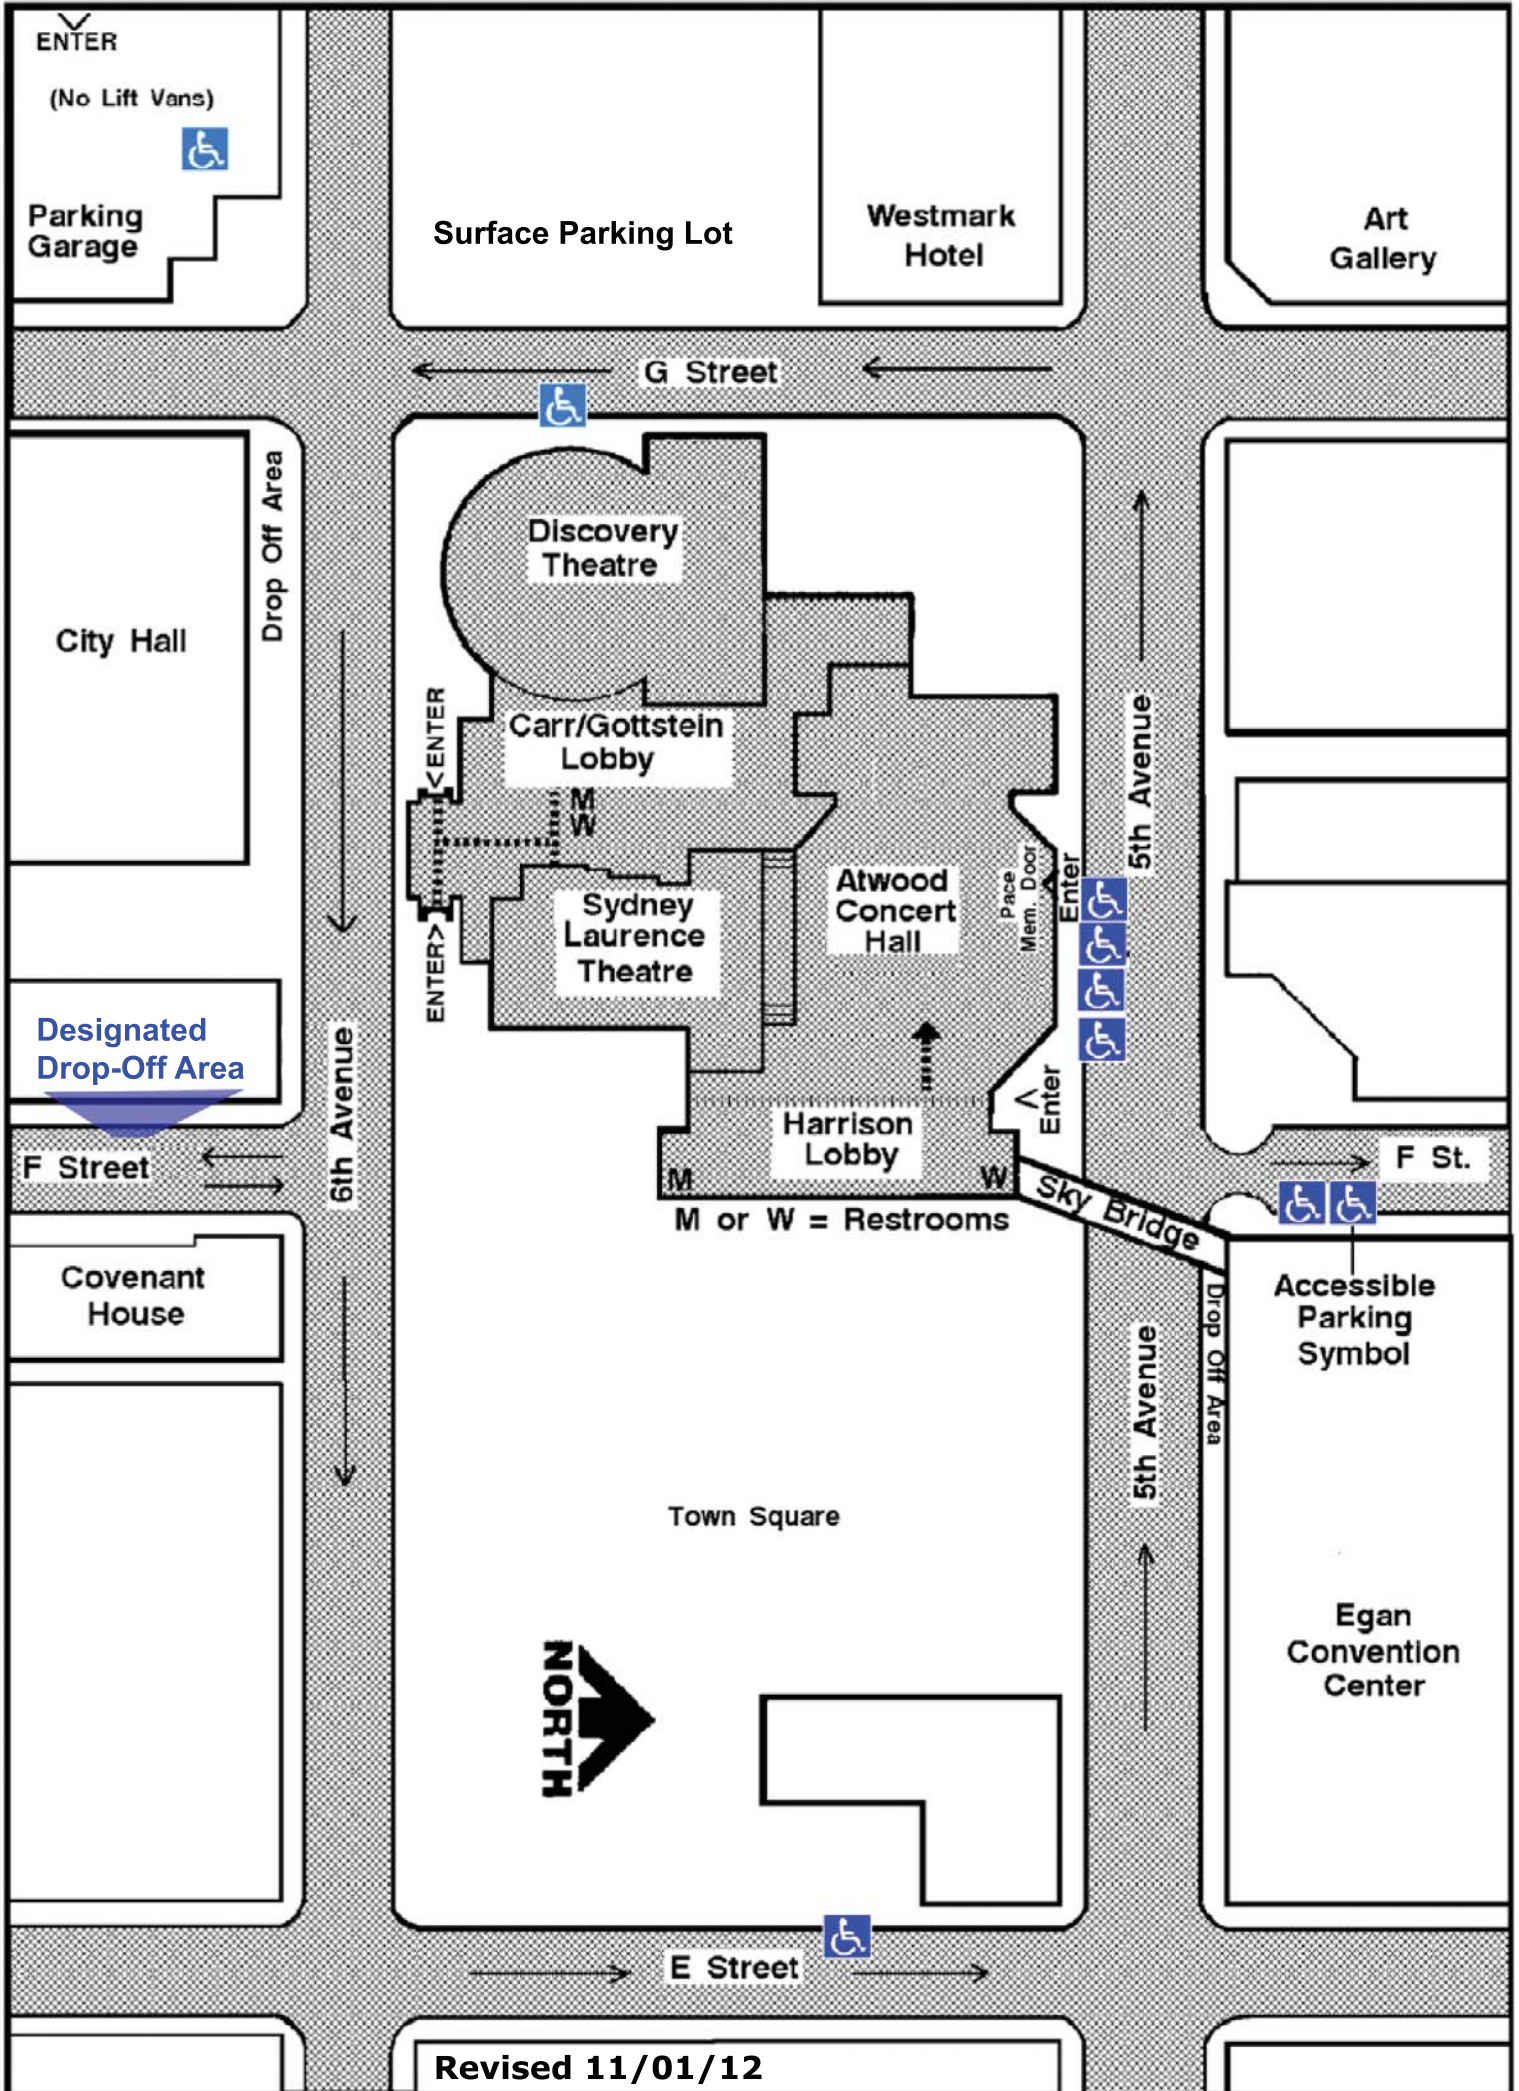 ENTER
(No Lift Vans)
Parking
Garage
Surface Parking Lot
Westmark
Hotel
Art
Gallery
G Street
Drop Off Area
City Hall
Discovery
Theatre
<ENTER
Carr/Gottstein
Lobby
M
W
5th Avenue
Atwood
Concert
Hall
Pace
Mem. Door
Enter
Sydney
Laurence
Theatre
ENTER>
Designated
Drop-Off Area
6th Avenue
Enter
F Street
Harrison
Lobby
M
W
F St.
Sky Bridge
M or W = Restrooms
Covenant
House
Accessible
Parking
Symbol
Drop Off Area
5th Avenue
Town Square
Egan
Convention
Center
NORTH
E Street
Revised 11/01/12